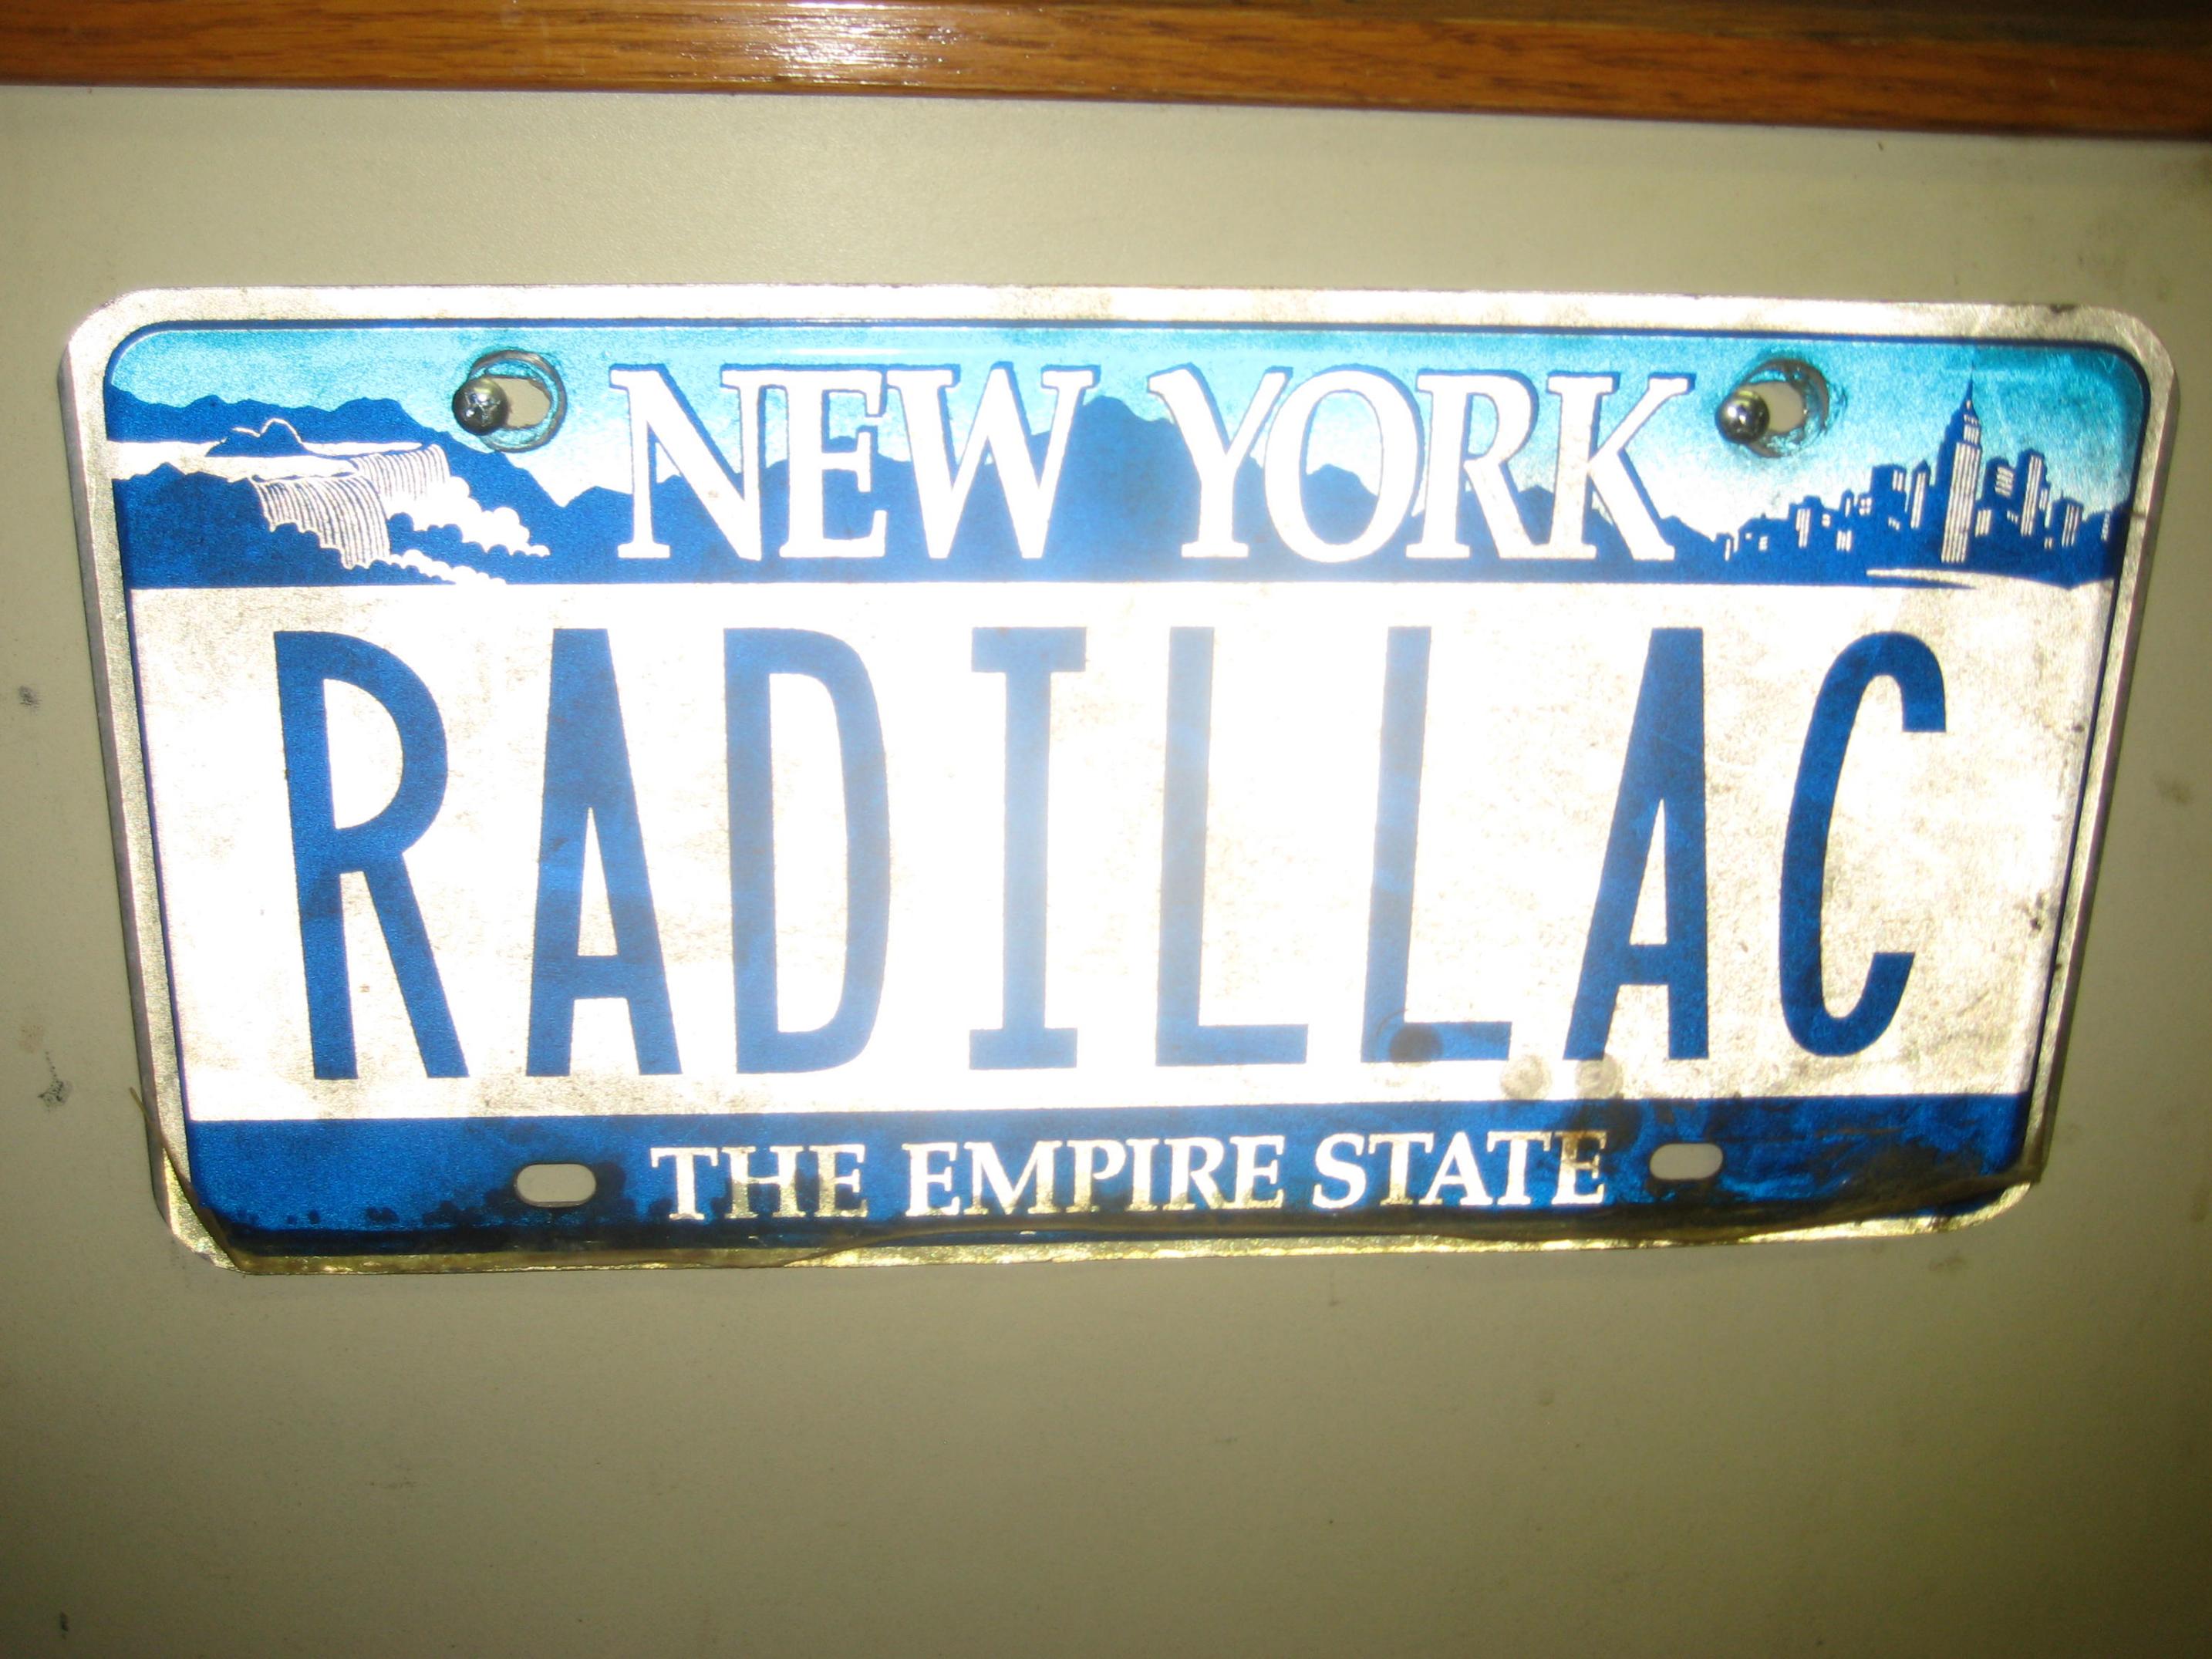 NEW YORK
RADILLAC
THE EMPIRE STATE